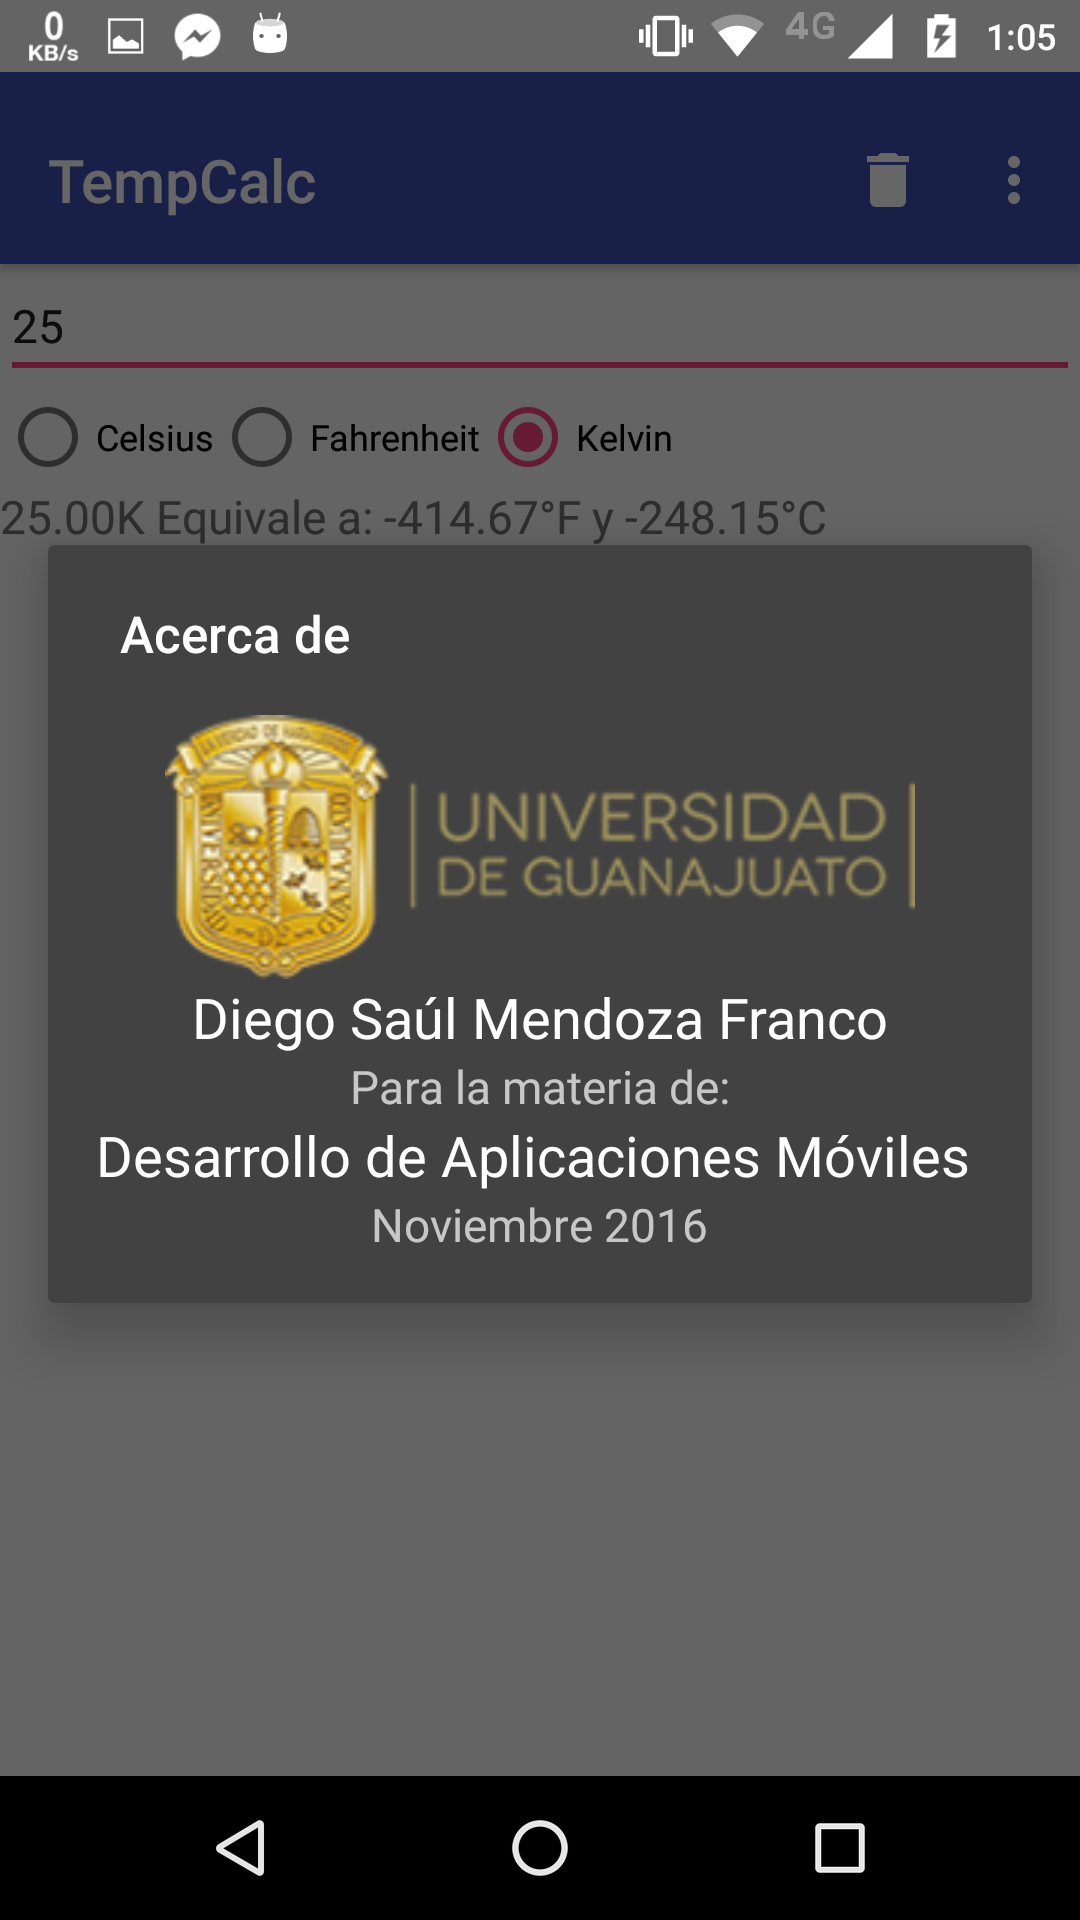 0
KB/s
4G
1:05
TempCalc
25
Celsius
Fahrenheit
Kelvin
25.00K Equivale a: -414.67°F y -248.15°C
Acerca de
UNIVERSIDAD
DE GUANAJUATO
Diego Saúl Mendoza Franco
Para la materia de:
Desarrollo de Aplicaciones Móviles
Noviembre 2016